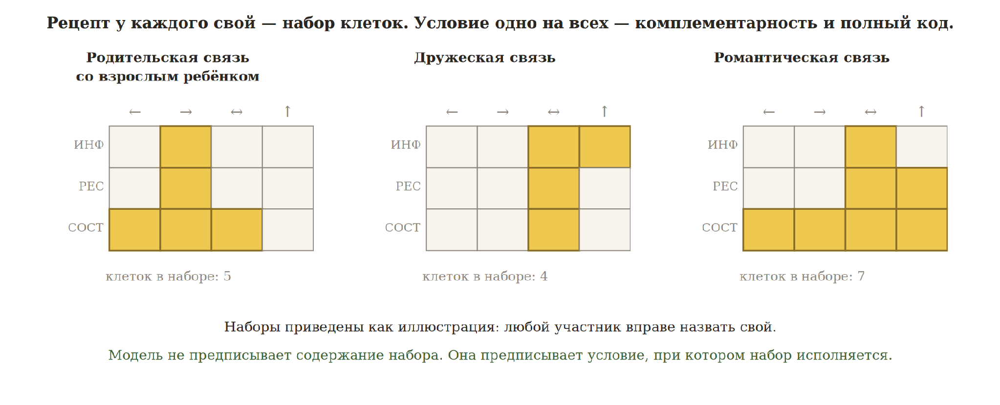 Рецепт у каждого свой — набор клеток. Условие одно на всех — комплементарность и полный код.
Родительская связь
со взрослым ребёнком
← → ↔ ↑
ИНФ
РЕС
СОСТ
клеток в наборе: 5
Дружеская связь
← → ↔ ↑
ИНФ
РЕС
СОСТ
клеток в наборе: 4
Романтическая связь
← → ↔ ↑
ИНФ
РЕС
СОСТ
клеток в наборе: 7
Наборы приведены как иллюстрация: любой участник вправе назвать свой.
Модель не предписывает содержание набора. Она предписывает условие, при котором набор исполняется.